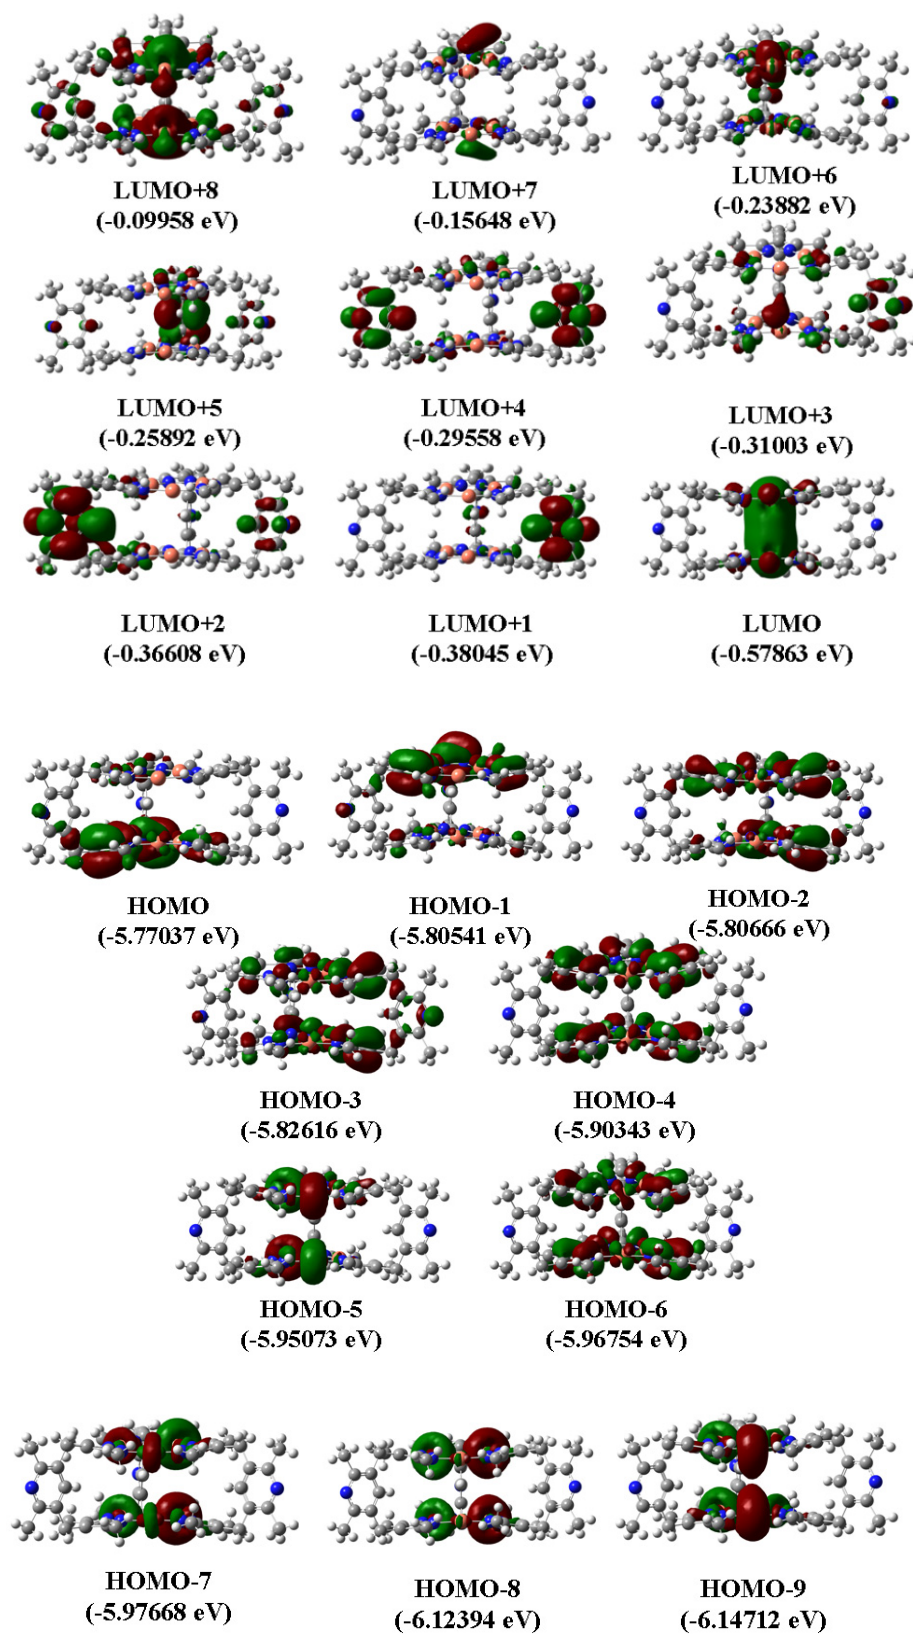 LUMO+8
(-0.09958 eV)
LUMO+7
(-0.15648 eV)
LUMO+6
(-0.23882 eV)
LUMO+5
(-0.25892 eV)
LUMO+4
(-0.29558 eV)
LUMO+3
(-0.31003 eV)
LUMO+2
(-0.36608 eV)
LUMO+1
(-0.38045 eV)
LUMO
(-0.57863 eV)
HOMO
(-5.77037 eV)
HOMO-1
(-5.80541 eV)
HOMO-2
(-5.80666 eV)
HOMO-3
(-5.82616 eV)
HOMO-4
(-5.90343 eV)
HOMO-5
(-5.95073 eV)
HOMO-6
(-5.96754 eV)
HOMO-7
(-5.97668 eV)
HOMO-8
(-6.12394 eV)
HOMO-9
(-6.14712 eV)